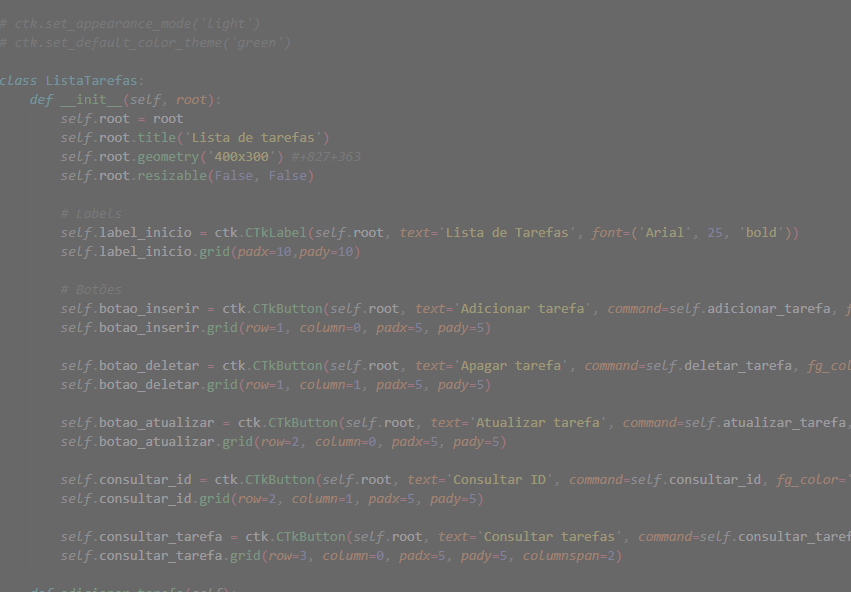 # ctk.set_appearance_mode('light')
# ctk.set_default_color_theme('green')
class ListaTarefas:
def __init__(self, root):
self.root = root
self.root.title('Lista de tarefas')
self.root.geometry('400x300') #+827+363
self.root.resizable(False, False)
# Labels
self.label_inicio = ctk.CTkLabel(self.root, text='Lista de Tarefas', font=('Arial', 25, 'bold'))
self.label_inicio.grid(padx=10,pady=10)
# Botões
self.botao_inserir = ctk.CTkButton(self.root, text='Adicionar tarefa', command=self.adicionar_tarefa, f
self.botao_inserir.grid(row=1, column=0, padx=5, pady=5)
self.botao_deletar = ctk.CTkButton(self.root, text='Apagar tarefa', command=self.deletar_tarefa, fg_col
self.botao_deletar.grid(row=1, column=1, padx=5, pady=5)
self.botao_atualizar = ctk.CTkButton(self.root, text='Atualizar tarefa', command=self.atualizar_tarefa,
self.botao_atualizar.grid(row=2, column=0, padx=5, pady=5)
self.consultar_id = ctk.CTkButton(self.root, text='Consultar ID', command=self.consultar_id, fg_color='
self.consultar_id.grid(row=2, column=1, padx=5, pady=5)
self.consultar_tarefa = ctk.CTkButton(self.root, text='Consultar tarefas', command=self.consultar_taref
self.consultar_tarefa.grid(row=3, column=0, padx=5, pady=5, columnspan=2)
def adicionar_tarefa(self):